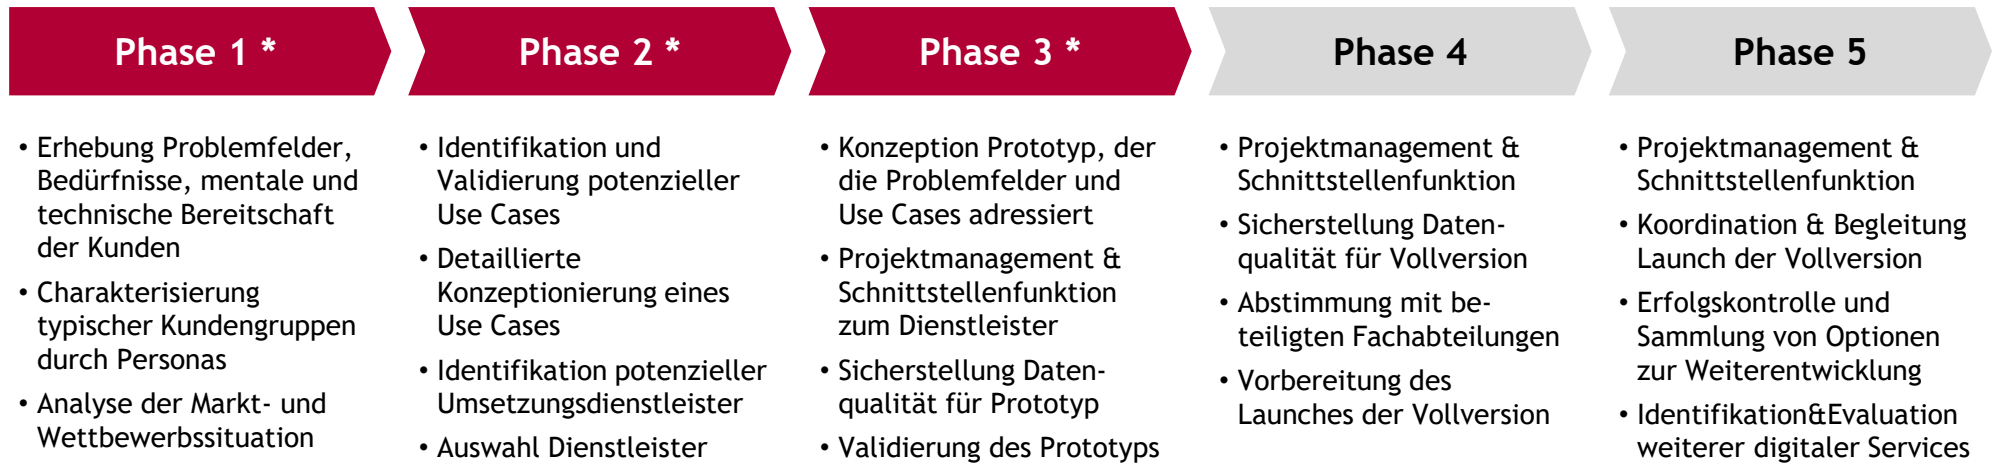 Phase 1 *
• Erhebung Problemfelder,
Bedürfnisse, mentale und
technische Bereitschaft
der Kunden
• Charakterisierung
typischer Kundengruppen
durch Personas
• Analyse der Markt- und
Wettbewerbssituation
Phase 2 *
• Identifikation und
Validierung potenzieller
Use Cases
• Detaillierte
Konzeptionierung eines
Use Cases
• Identifikation potenzieller
Umsetzungsdienstleister
• Auswahl Dienstleister
Phase 3 *
• Konzeption Prototyp, der
die Problemfelder und
Use Cases adressiert
• Projektmanagement &
Schnittstellenfunktion
zum Dienstleister
• Sicherstellung Daten-
qualität für Prototyp
• Validierung des Prototyps
Phase 4
• Projektmanagement &
Schnittstellenfunktion
• Sicherstellung Daten-
qualität für Vollversion
• Abstimmung mit be-
teiligten Fachabteilungen
• Vorbereitung des
Launches der Vollversion
Phase 5
• Projektmanagement &
Schnittstellenfunktion
• Koordination & Begleitung
Launch der Vollversion
• Erfolgskontrolle und
Sammlung von Optionen
zur Weiterentwicklung
• Identifikation&Evaluation
weiterer digitaler Services